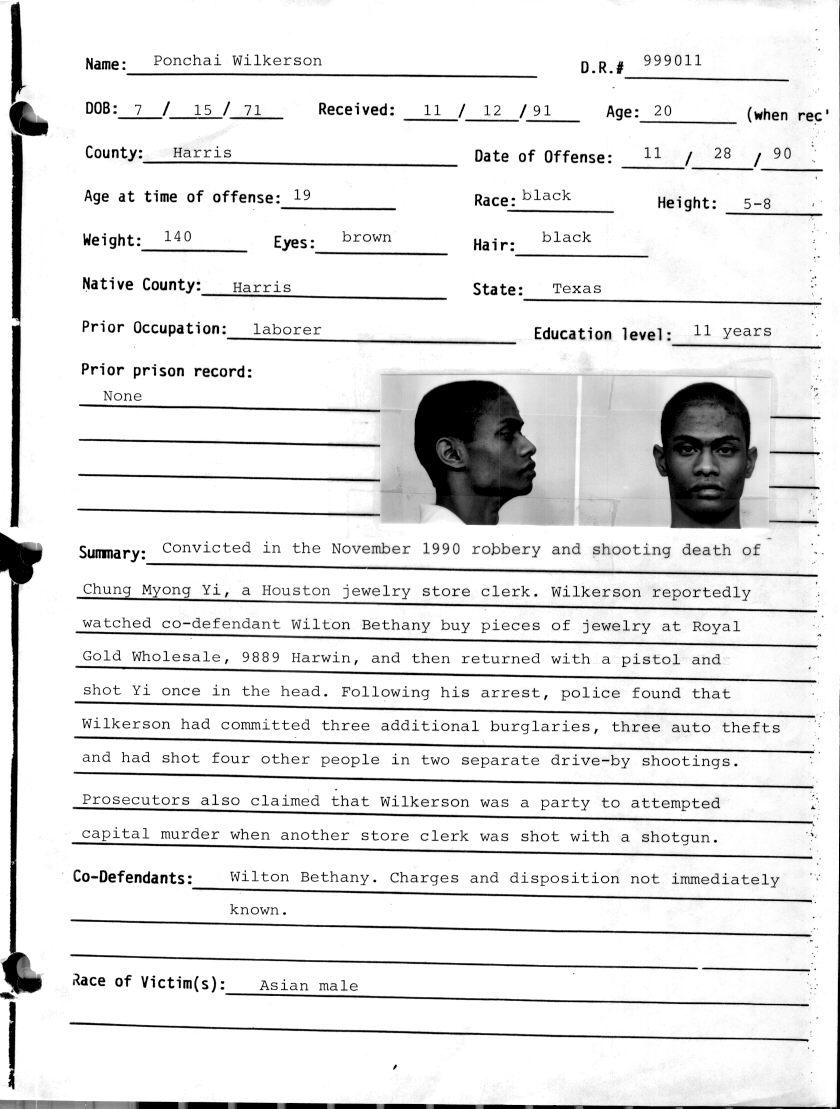 Name: Ponchai Wilkerson D.R.# 999011
DOB: 7 / 15 / 71 Received: 11 / 12 / 91 Age: 20 (when rec'
County: Harris Date of Offense: 11 / 28 / 90
Age at time of offense: 19 Race: black Height: 5-8
Weight: 140 Eyes: brown Hair: black
Native County: Harris State: Texas
Prior Occupation: laborer Education level: 11 years
Prior prison record:
None
Summary: Convicted in the November 1990 robbery and shooting death of
Chung Myong Yi, a Houston jewelry store clerk. Wilkerson reportedly
watched co-defendant Wilton Bethany buy pieces of jewelry at Royal
Gold Wholesale, 9889 Harwin, and then returned with a pistol and
shot Yi once in the head. Following his arrest, police found that
Wilkerson had committed three additional burglaries, three auto thefts
and had shot four other people in two separate drive-by shootings.
Prosecutors also claimed that Wilkerson was a party to attempted
capital murder when another store clerk was shot with a shotgun.
Co-Defendants: Wilton Bethany. Charges and disposition not immediately
known.
Race of Victim(s): Asian male